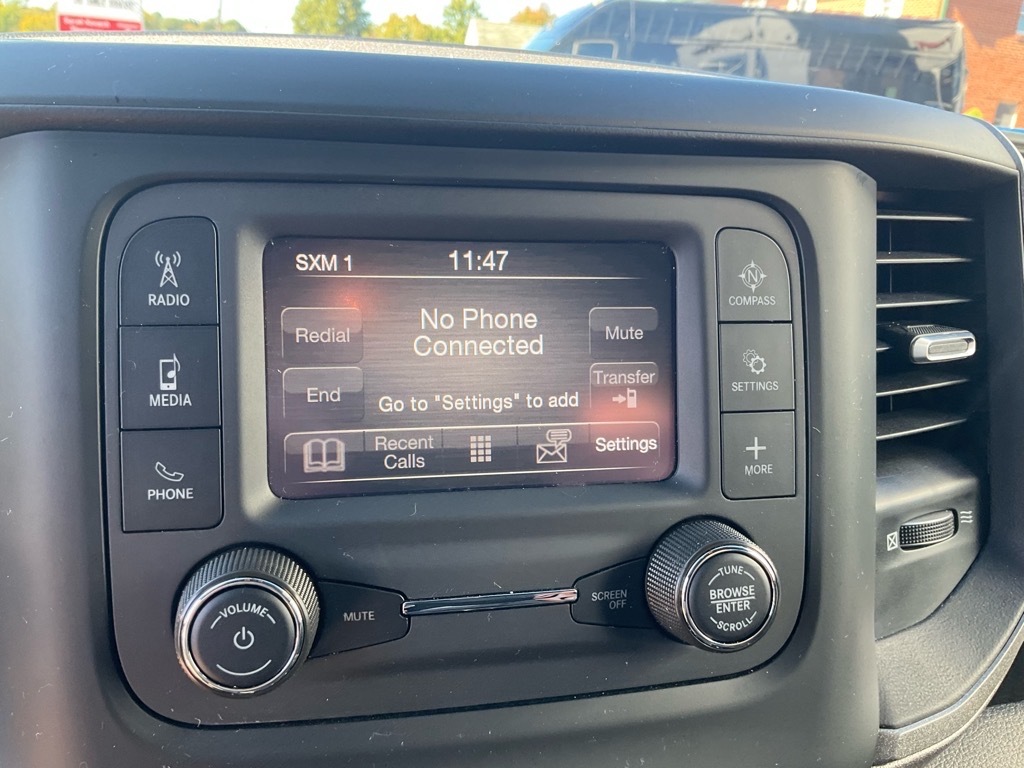 RADIO
MEDIA
PHONE
SXM 1 11:47
Redial
No Phone
Connected
Mute
End
Transfer
Go to "Settings" to add
Recent
Calls
Settings
COMPASS
N
SETTINGS
MORE
VOLUME
MUTE
SCREEN
OFF
TUNE
BROWSE
ENTER
SCROLL